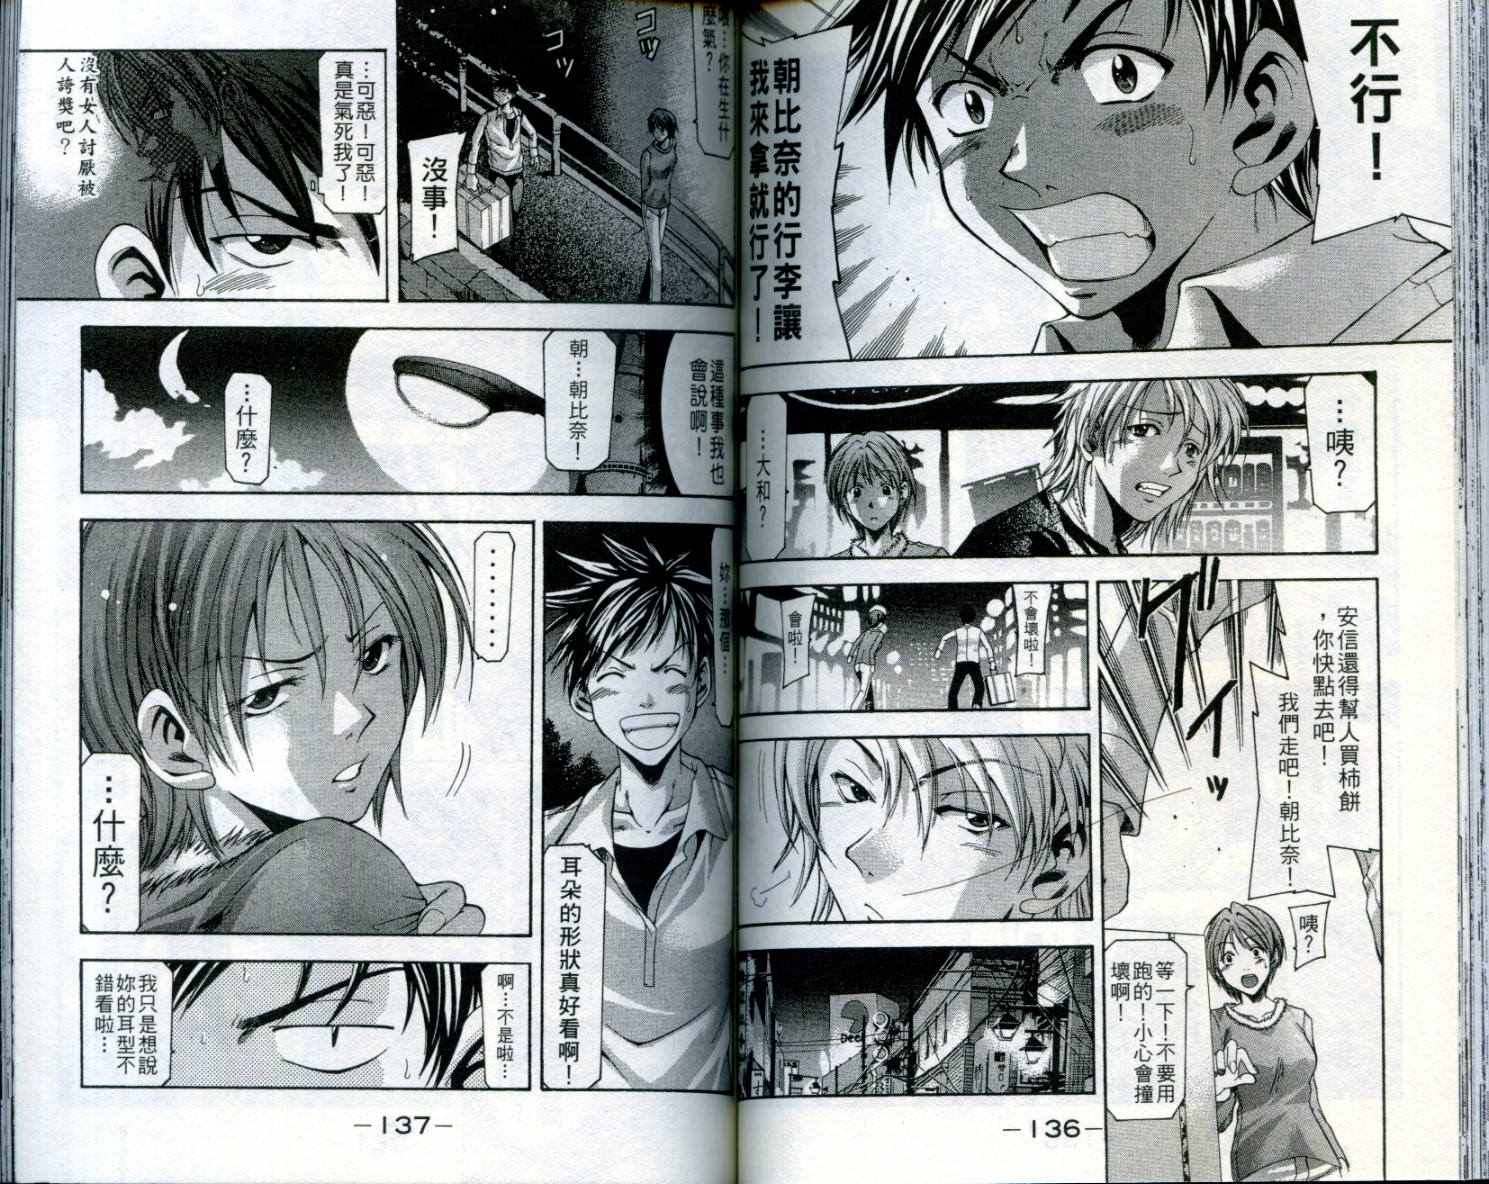 不行！
朝比奈的行李讓
我來拿就行了！
…咦？
…大和？
安信還得幫人買柿餅
，你快點去吧！
我們走吧！朝比奈！
咦？
等一下！不要用
跑的！小心會撞
壞啊！
不會壞啦！
會啦！
Dec
－136－
…你在生什
麼氣？
コッ
コッ
沒事！
…可惡！可惡！
真是氣死我了！
沒有女人討厭被
人誇獎吧？
這種事我也
會說啊！
朝…朝比奈！
…什麼？
妳…那個…
耳朵的形狀真好看啊！
………
…什麼？
啊…不是啦…
我只是想說
妳的耳型不
錯看啦…
－137－